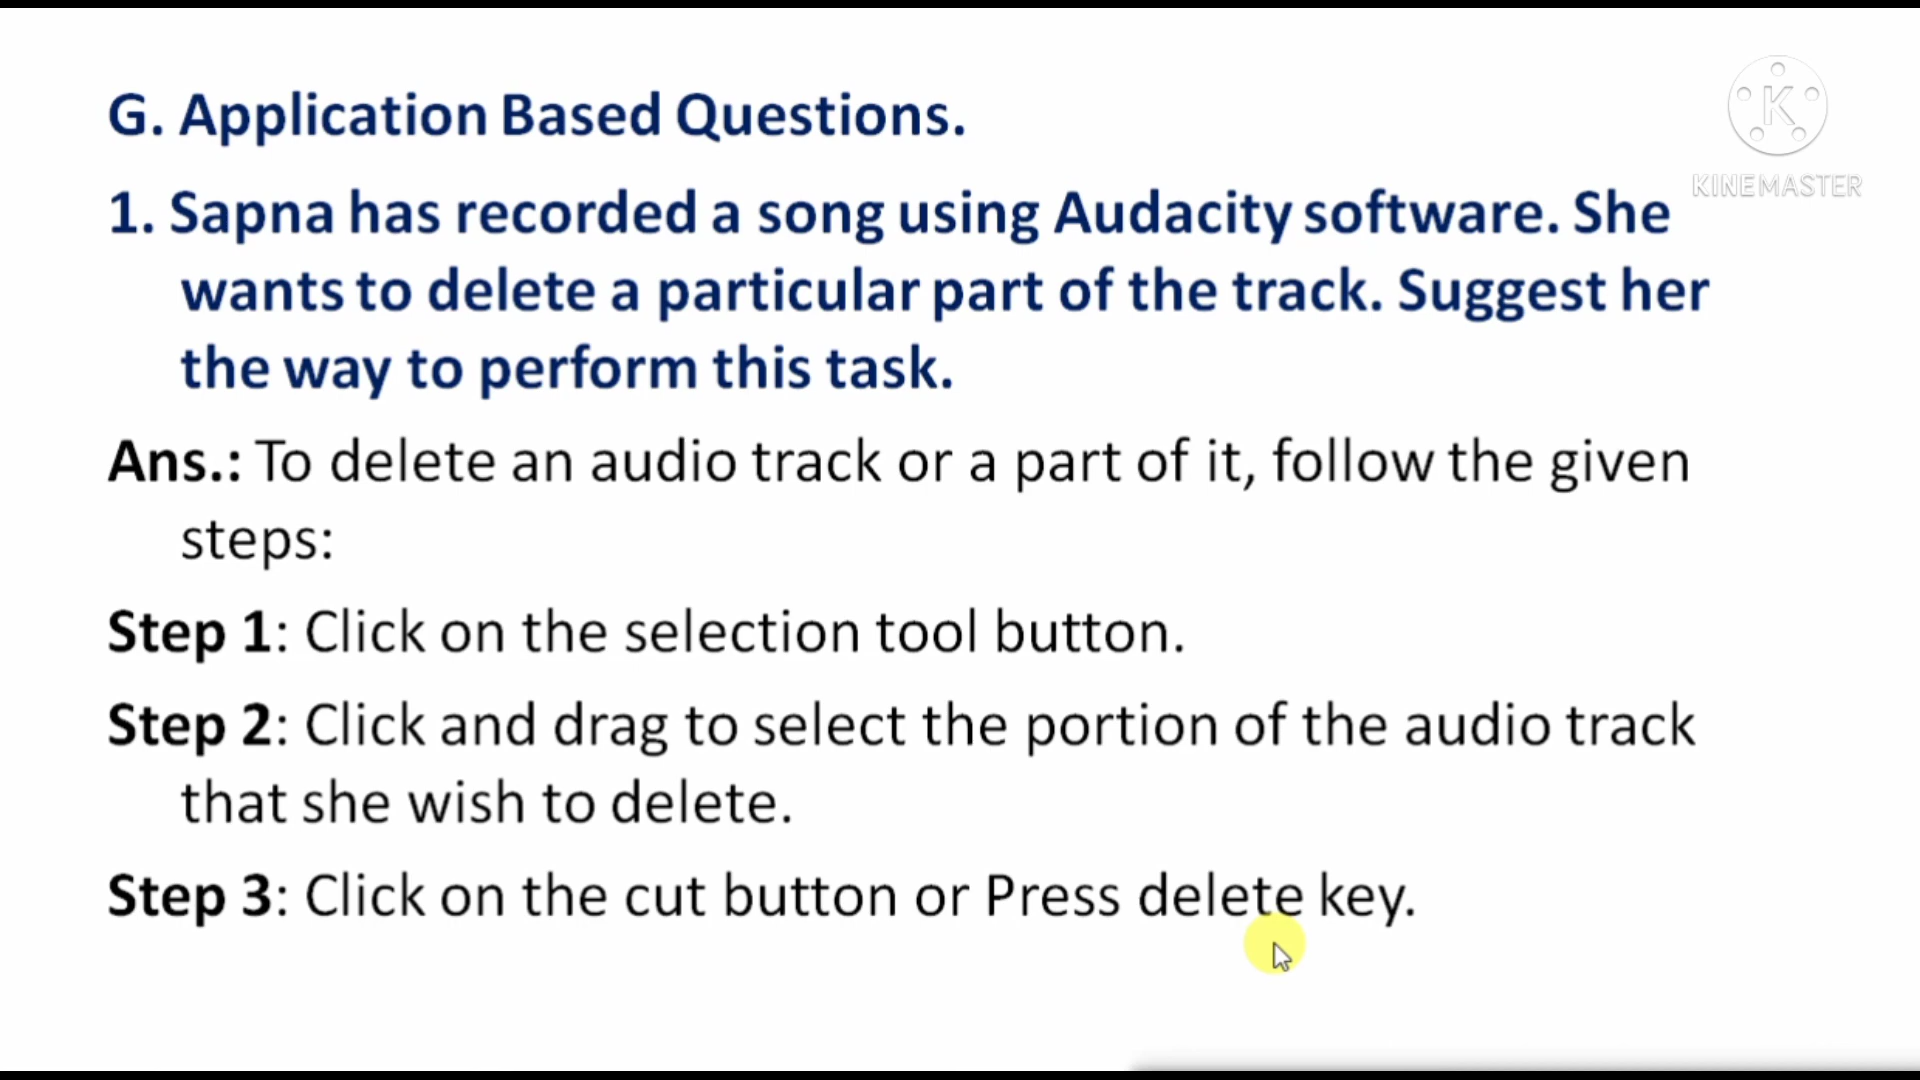 G. Application Based Questions.
K
KINEMASTER
1. Sapna has recorded a song using Audacity software. She
wants to delete a particular part of the track. Suggest her
the way to perform this task.
Ans.: To delete an audio track or a part of it, follow the given
steps:
Step 1: Click on the selection tool button.
Step 2: Click and drag to select the portion of the audio track
that she wish to delete.
Step 3: Click on the cut button or Press delete key.